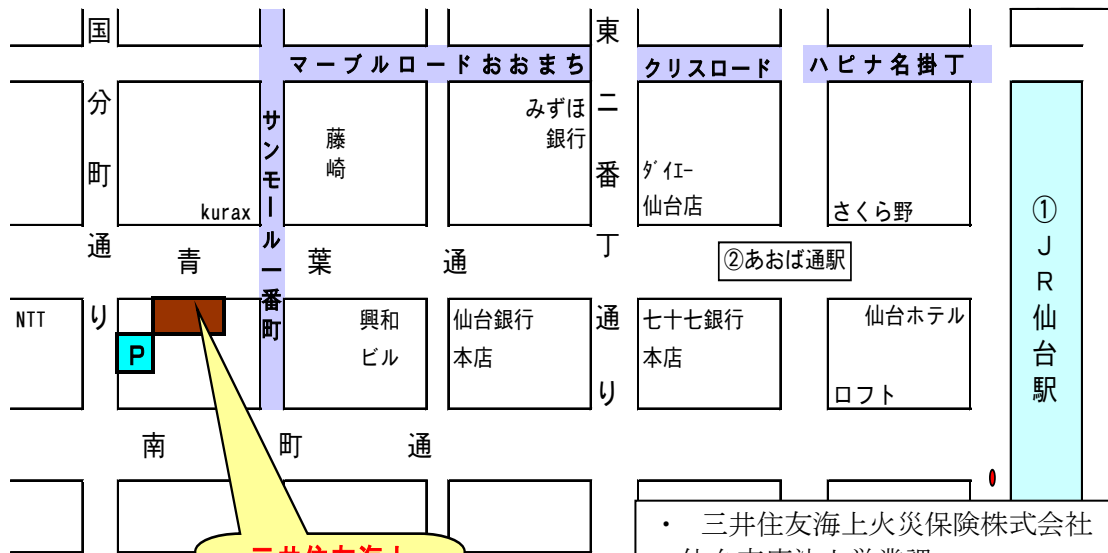 国分町通り
東二番丁通り
マーブルロードおおまち
クリスロード
ハピナ名掛丁
サンモール一番町
藤崎
みずほ
銀行
ﾀﾞｲｴｰ
仙台店
さくら野
kurax
①JR仙台駅
青葉通
②あおば通駅
NTT
P
興和
ビル
仙台銀行
本店
七十七銀行
本店
仙台ホテル
ロフト
南町通
三井住友海上
・ 三井住友海上火災保険株式会社